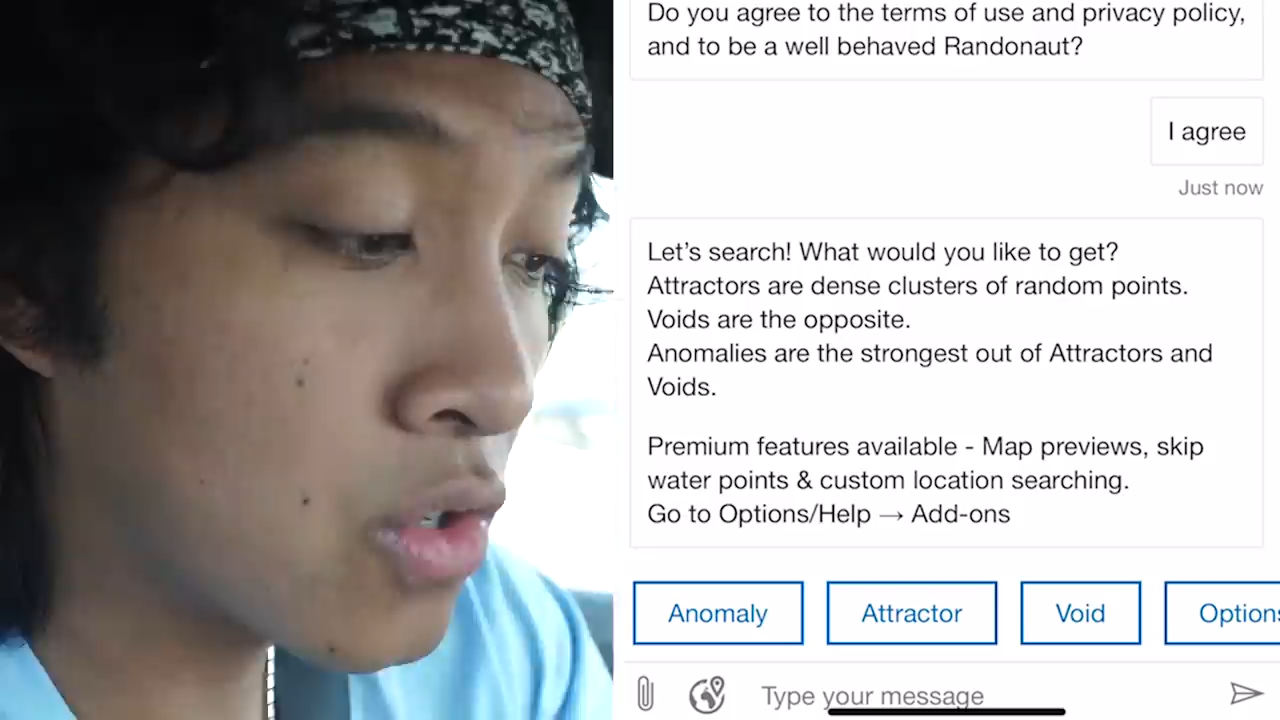 Do you agree to the terms of use and privacy policy,
and to be a well behaved Randonaut?
I agree
Just now
Let's search! What would you like to get?
Attractors are dense clusters of random points.
Voids are the opposite.
Anomalies are the strongest out of Attractors and
Voids.
Premium features available - Map previews, skip
water points & custom location searching.
Go to Options/Help → Add-ons
Anomaly
Attractor
Void
Options
Type your message